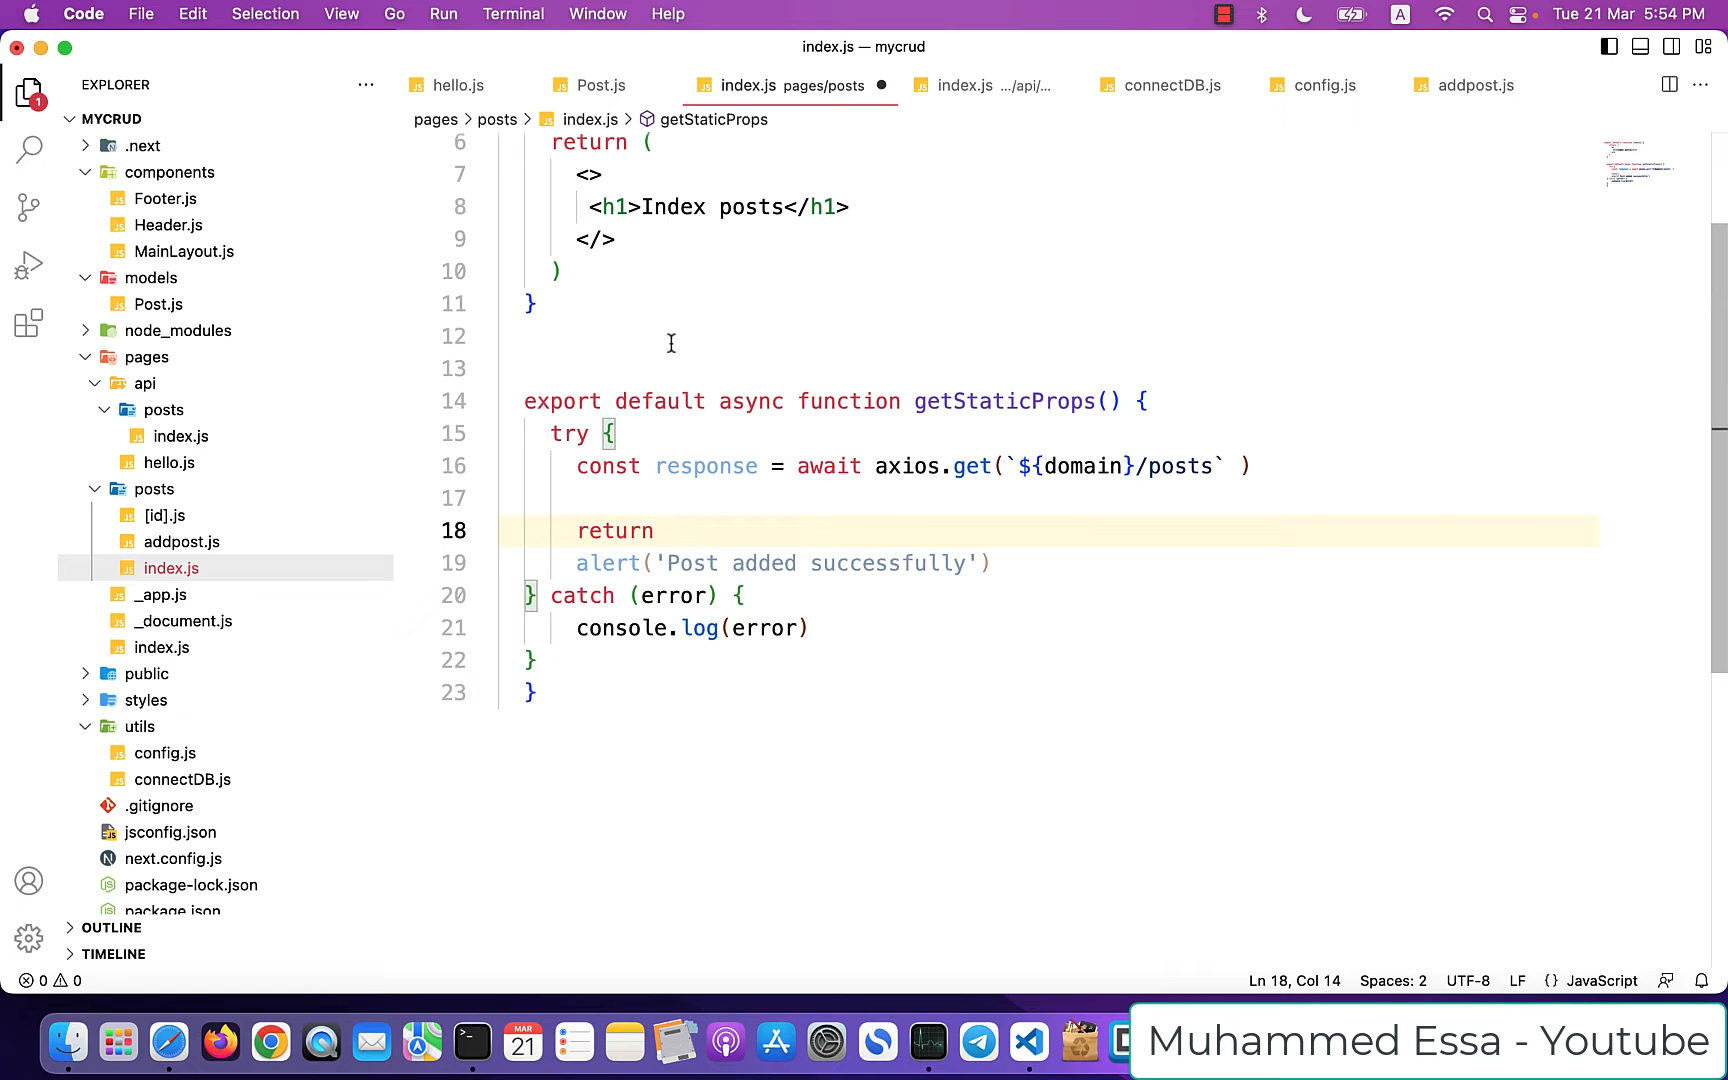 Code File Edit Selection View Go Run Terminal Window Help A Tue 21 Mar 5:54 PM
index.js — mycrud
EXPLORER
hello.js
Post.js
index.js pages/posts
index.js .../api/...
connectDB.js
config.js
addpost.js
1
MYCRUD
pages > posts > index.js > getStaticProps
.next
components
Footer.js
Header.js
MainLayout.js
models
Post.js
node_modules
pages
api
posts
index.js
hello.js
posts
[id].js
addpost.js
index.js
_app.js
_document.js
index.js
public
styles
utils
config.js
connectDB.js
.gitignore
jsconfig.json
next.config.js
package-lock.json
package.json
OUTLINE
TIMELINE
6 return (
7 <>
8 <h1>Index posts</h1>
9 </>
10 )
11 }
12
13
14 export default async function getStaticProps() {
15 try {
16 const response = await axios.get(`${domain}/posts` )
17
18 return
19 alert('Post added successfully')
20 } catch (error) {
21 console.log(error)
22 }
23 }
0 0
Ln 18, Col 14 Spaces: 2 UTF-8 LF {} JavaScript
MAR
21
Muhammed Essa - Youtube